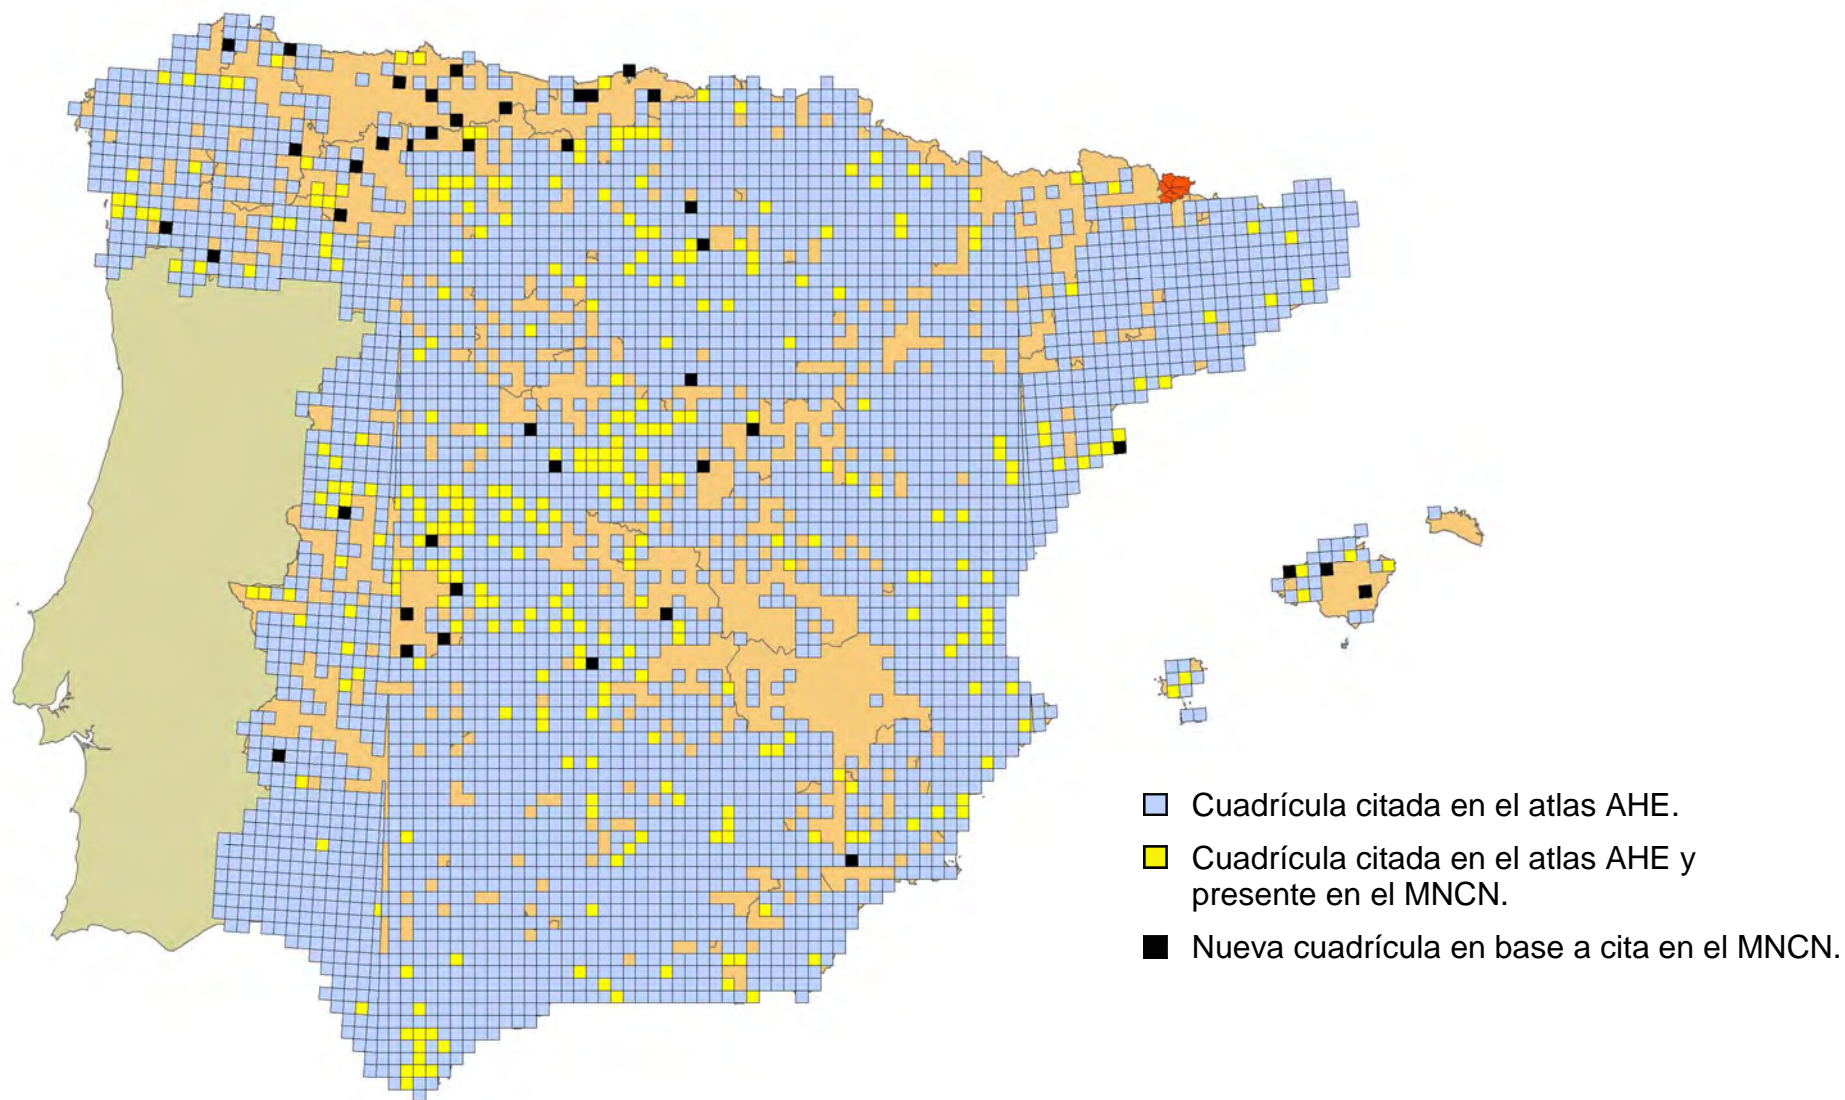 Cuadrícula citada en el atlas AHE.
Cuadrícula citada en el atlas AHE y
presente en el MNCN.
Nueva cuadrícula en base a cita en el MNCN.